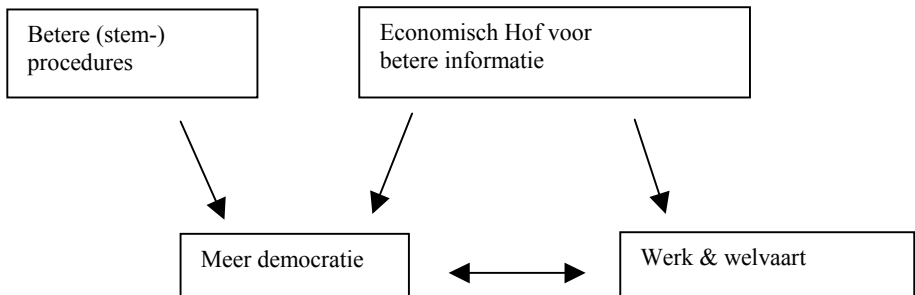 Betere (stem-)
procedures
Economisch Hof voor
betere informatie
Meer democratie
Werk & welvaart